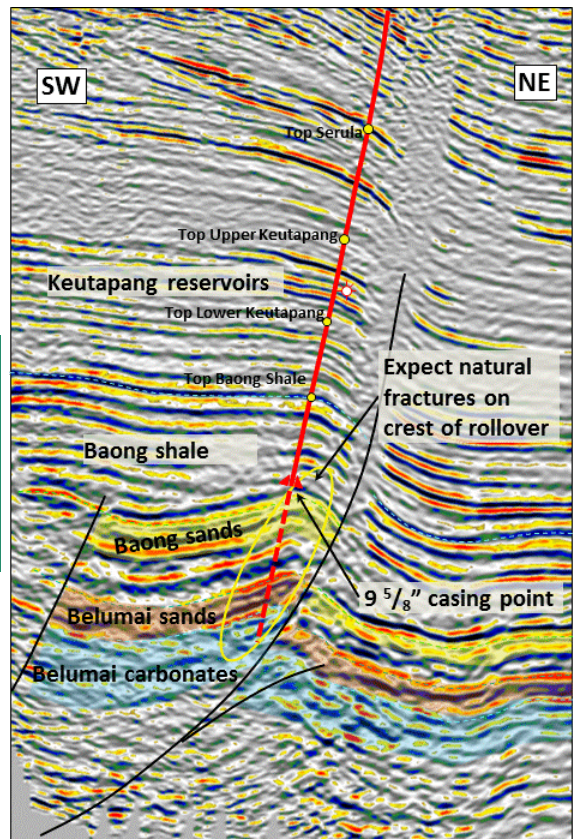 SW
NE
Top Serula
Top Upper Keutapang
Keutapang reservoirs
Top Lower Keutapang
Expect natural
fractures on
crest of rollover
Top Baong Shale
Baong shale
Baong sands
9 5/8” casing point
Belumai sands
Belumai carbonates